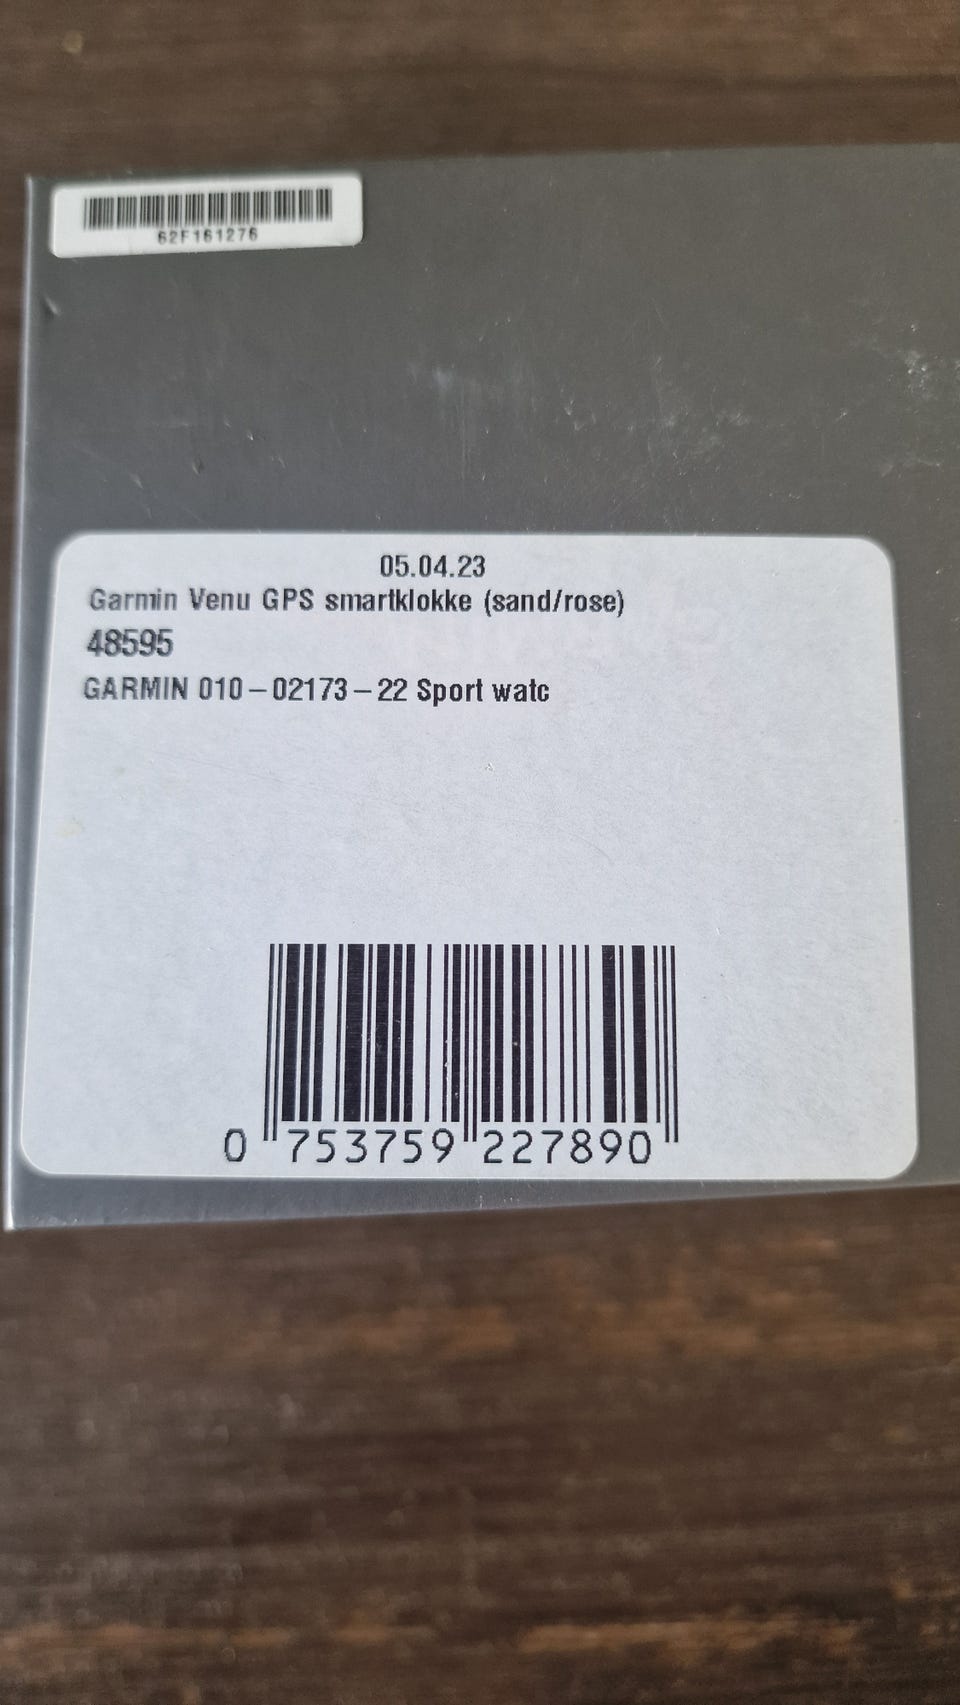 62F161276
05.04.23
Garmin Venu GPS smartklokke (sand/rose)
48595
GARMIN 010-02173-22 Sport watc
0 753759 227890